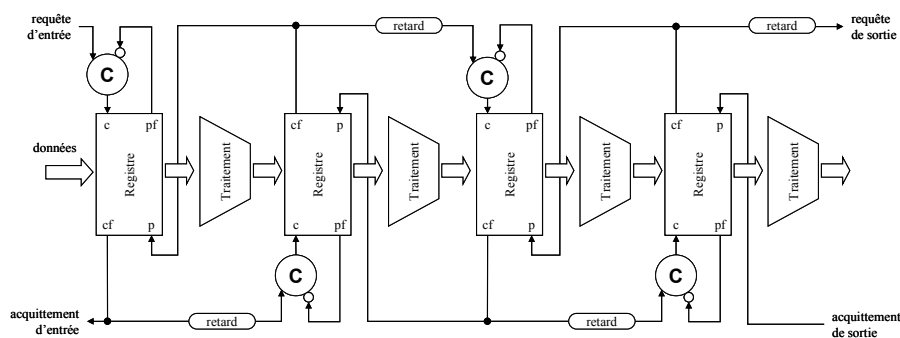 requête
d'entrée
retard
retard
requête
de sortie
C
C
c
pf
cf
p
c
pf
cf
p
données
Registre
Traitement
Registre
Traitement
Registre
Traitement
Registre
Traitement
cf
p
c
pf
cf
p
c
pf
C
C
acquittement
d'entrée
retard
retard
acquittement
de sortie